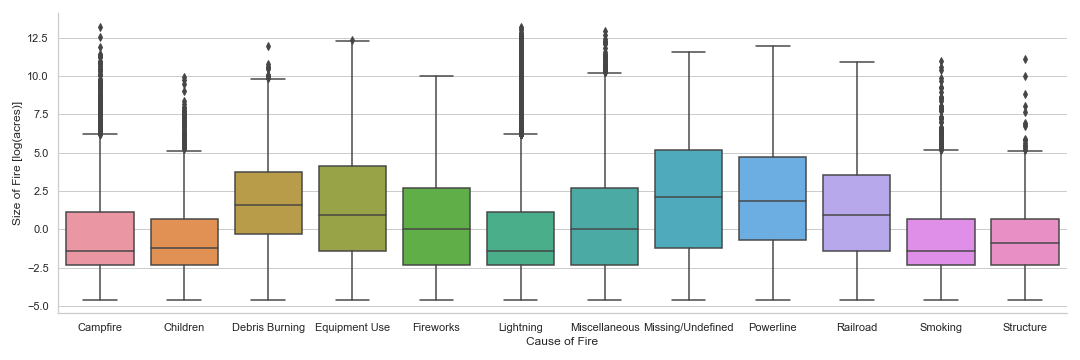 Size of Fire [log(acres)]
12.5
10.0
7.5
5.0
2.5
0.0
−2.5
−5.0
Campfire Children Debris Burning Equipment Use Fireworks Lightning Miscellaneous Missing/Undefined Powerline Railroad Smoking Structure
Cause of Fire